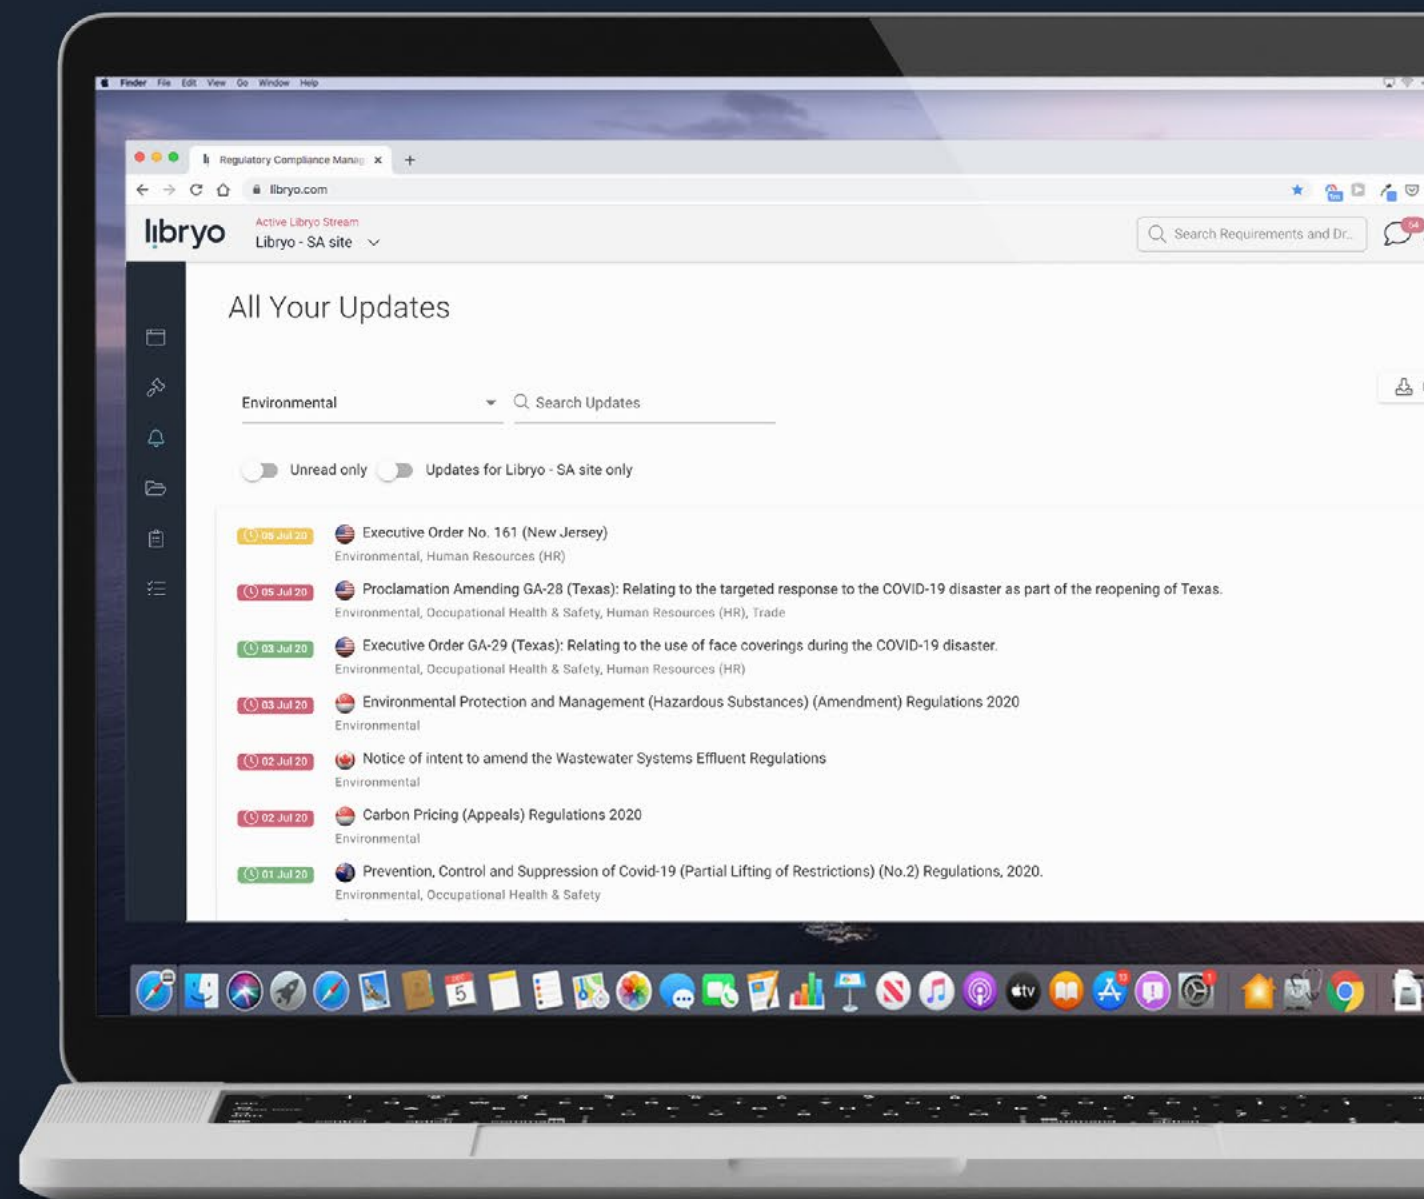 Finder File Edit View Go Window Help
Regulatory Compliance Manag
libryo.com
libryo
Active Libryo Stream
Libryo - SA site
Search Requirements and Dr...
64
All Your Updates
Environmental
Search Updates
Unread only
Updates for Libryo - SA site only
Executive Order No. 161 (New Jersey)
Environmental, Human Resources (HR)
05 Jul 20
Proclamation Amending GA-28 (Texas): Relating to the targeted response to the COVID-19 disaster as part of the reopening of Texas.
Environmental, Occupational Health & Safety, Human Resources (HR), Trade
03 Jul 20
Executive Order GA-29 (Texas): Relating to the use of face coverings during the COVID-19 disaster.
Environmental, Occupational Health & Safety, Human Resources (HR)
03 Jul 20
Environmental Protection and Management (Hazardous Substances) (Amendment) Regulations 2020
Environmental
02 Jul 20
Notice of intent to amend the Wastewater Systems Effluent Regulations
Environmental
02 Jul 20
Carbon Pricing (Appeals) Regulations 2020
Environmental
01 Jul 20
Prevention, Control and Suppression of Covid-19 (Partial Lifting of Restrictions) (No.2) Regulations, 2020.
Environmental, Occupational Health & Safety
5
tv